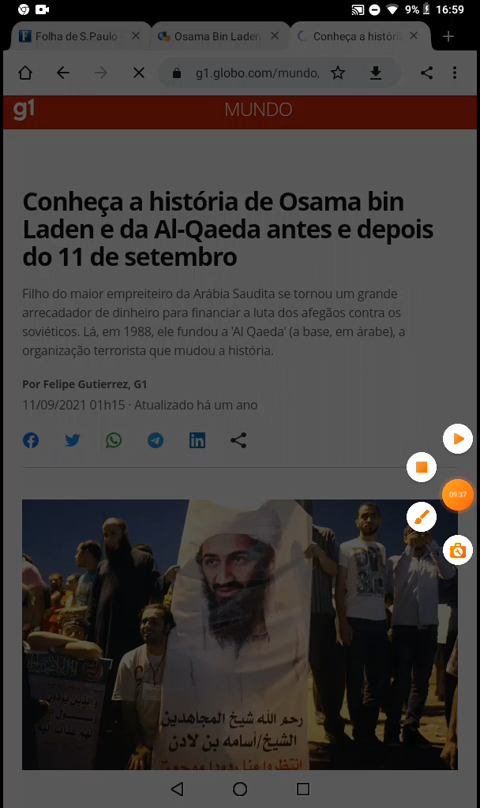 9% 16:59
Folha de S.Paulo
Osama Bin Laden
Conheça a históri
g1.globo.com/mundo/
g1
MUNDO
Conheça a história de Osama bin
Laden e da Al-Qaeda antes e depois
do 11 de setembro
Filho do maior empreiteiro da Arábia Saudita se tornou um grande
arrecadador de dinheiro para financiar a luta dos afegãos contra os
soviéticos. Lá, em 1988, ele fundou a 'Al Qaeda' (a base, em árabe), a
organização terrorista que mudou a história.
Por Felipe Gutierrez, G1
11/09/2021 01h15 · Atualizado há um ano
09:37
رحم الله شيخ المجاهدين
الشيخ/أسامه بن لادن